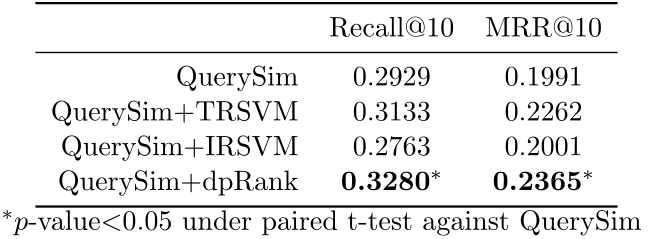 Recall@10 MRR@10
QuerySim 0.2929 0.1991
QuerySim+TRSVM 0.3133 0.2262
QuerySim+IRSVM 0.2763 0.2001
QuerySim+dpRank 0.3280* 0.2365*
*p-value<0.05 under paired t-test against QuerySim